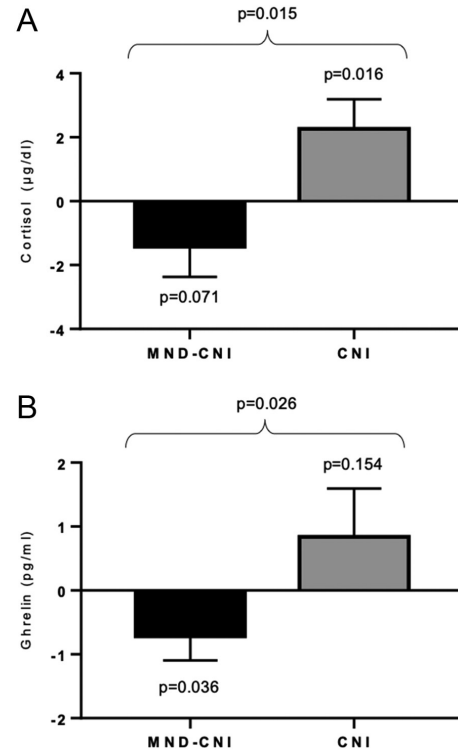 A
p=0.015
p=0.016
4
2
0
-2
-4
Cortisol (µg/dl)
p=0.071
MND-CNI CNI
B
p=0.026
p=0.154
2
1
0
-1
-2
Ghrelin (pg/ml)
p=0.036
MND-CNI CNI